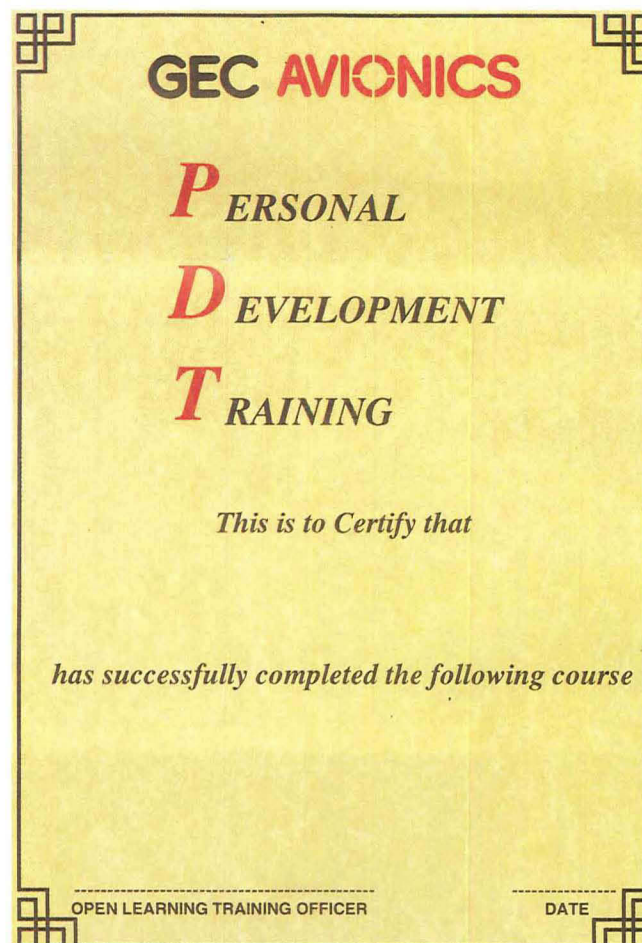 GEC AVIONICS
PERSONAL
DEVELOPMENT
TRAINING
This is to Certify that
has successfully completed the following course
OPEN LEARNING TRAINING OFFICER DATE